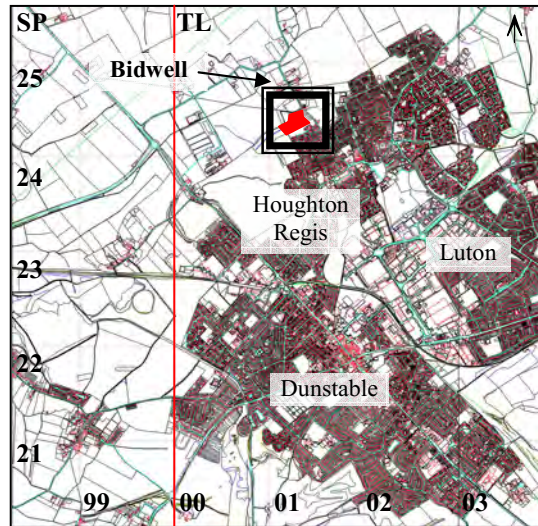 SP TL
25
Bidwell
24
Houghton
Regis
Luton
23
22
Dunstable
21
99 00 01 02 03